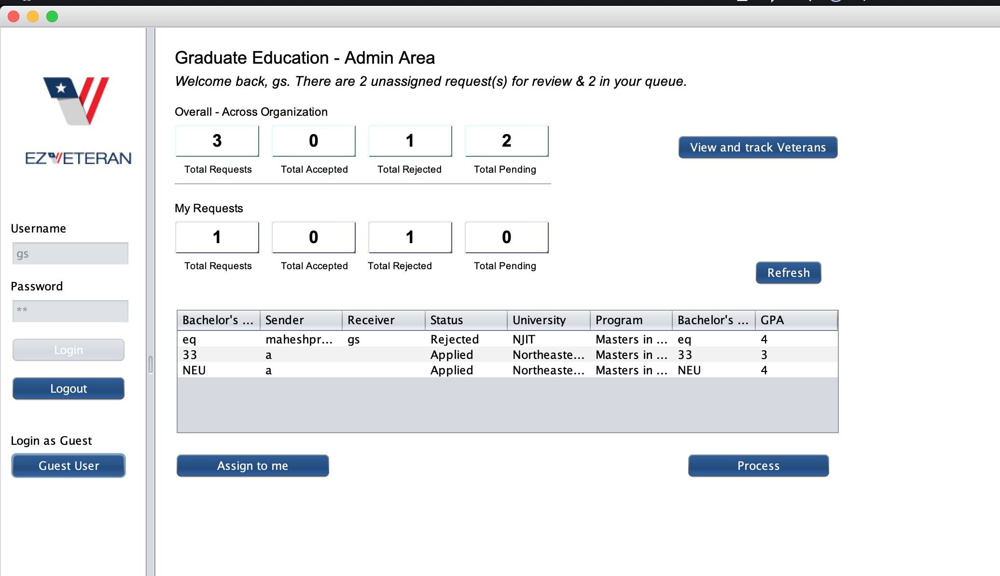 Graduate Education - Admin Area
Welcome back, gs. There are 2 unassigned request(s) for review & 2 in your queue.
EZVETERAN
Username
gs
Password
**
Login
Logout
Login as Guest
Guest User
Overall - Across Organization
3 0 1 2
Total Requests Total Accepted Total Rejected Total Pending
View and track Veterans
My Requests
1 0 1 0
Total Requests Total Accepted Total Rejected Total Pending
Refresh
Bachelor's ... Sender Receiver Status University Program Bachelor's ... GPA
eq maheshpr... gs Rejected NJIT Masters in ... eq 4
33 a Applied Northeaste... Masters in ... 33 3
NEU a Applied Northeaste... Masters in ... NEU 4
Assign to me Process